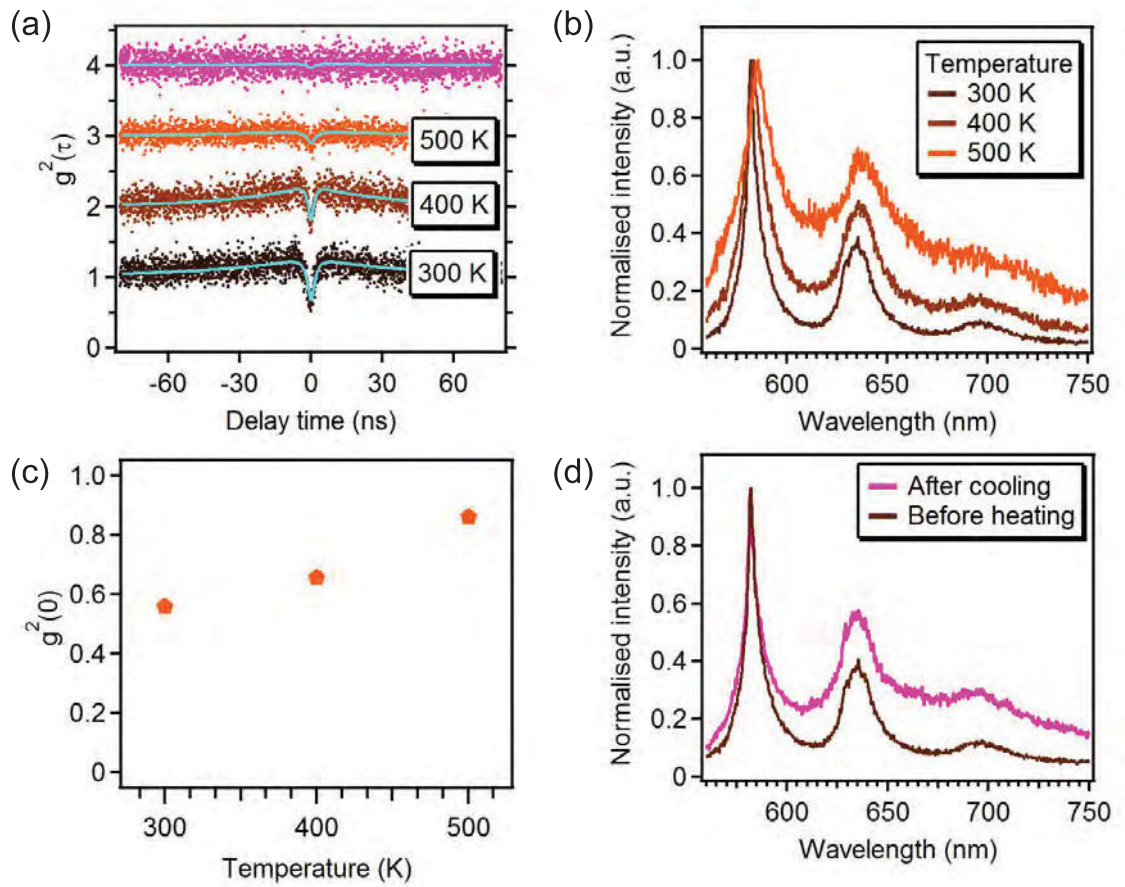 (a)
g²(τ)
4
3
2
1
0
500 K
400 K
300 K
-60
-30
0
30
60
Delay time (ns)
(b)
Normalised intensity (a.u.)
1.0
0.8
0.6
0.4
0.2
0
Temperature
300 K
400 K
500 K
600
650
700
750
Wavelength (nm)
(c)
g²(0)
1.0
0.8
0.6
0.4
0.2
0
300
400
500
Temperature (K)
(d)
Normalised intensity (a.u.)
1.0
0.8
0.6
0.4
0.2
0
After cooling
Before heating
600
650
700
750
Wavelength (nm)